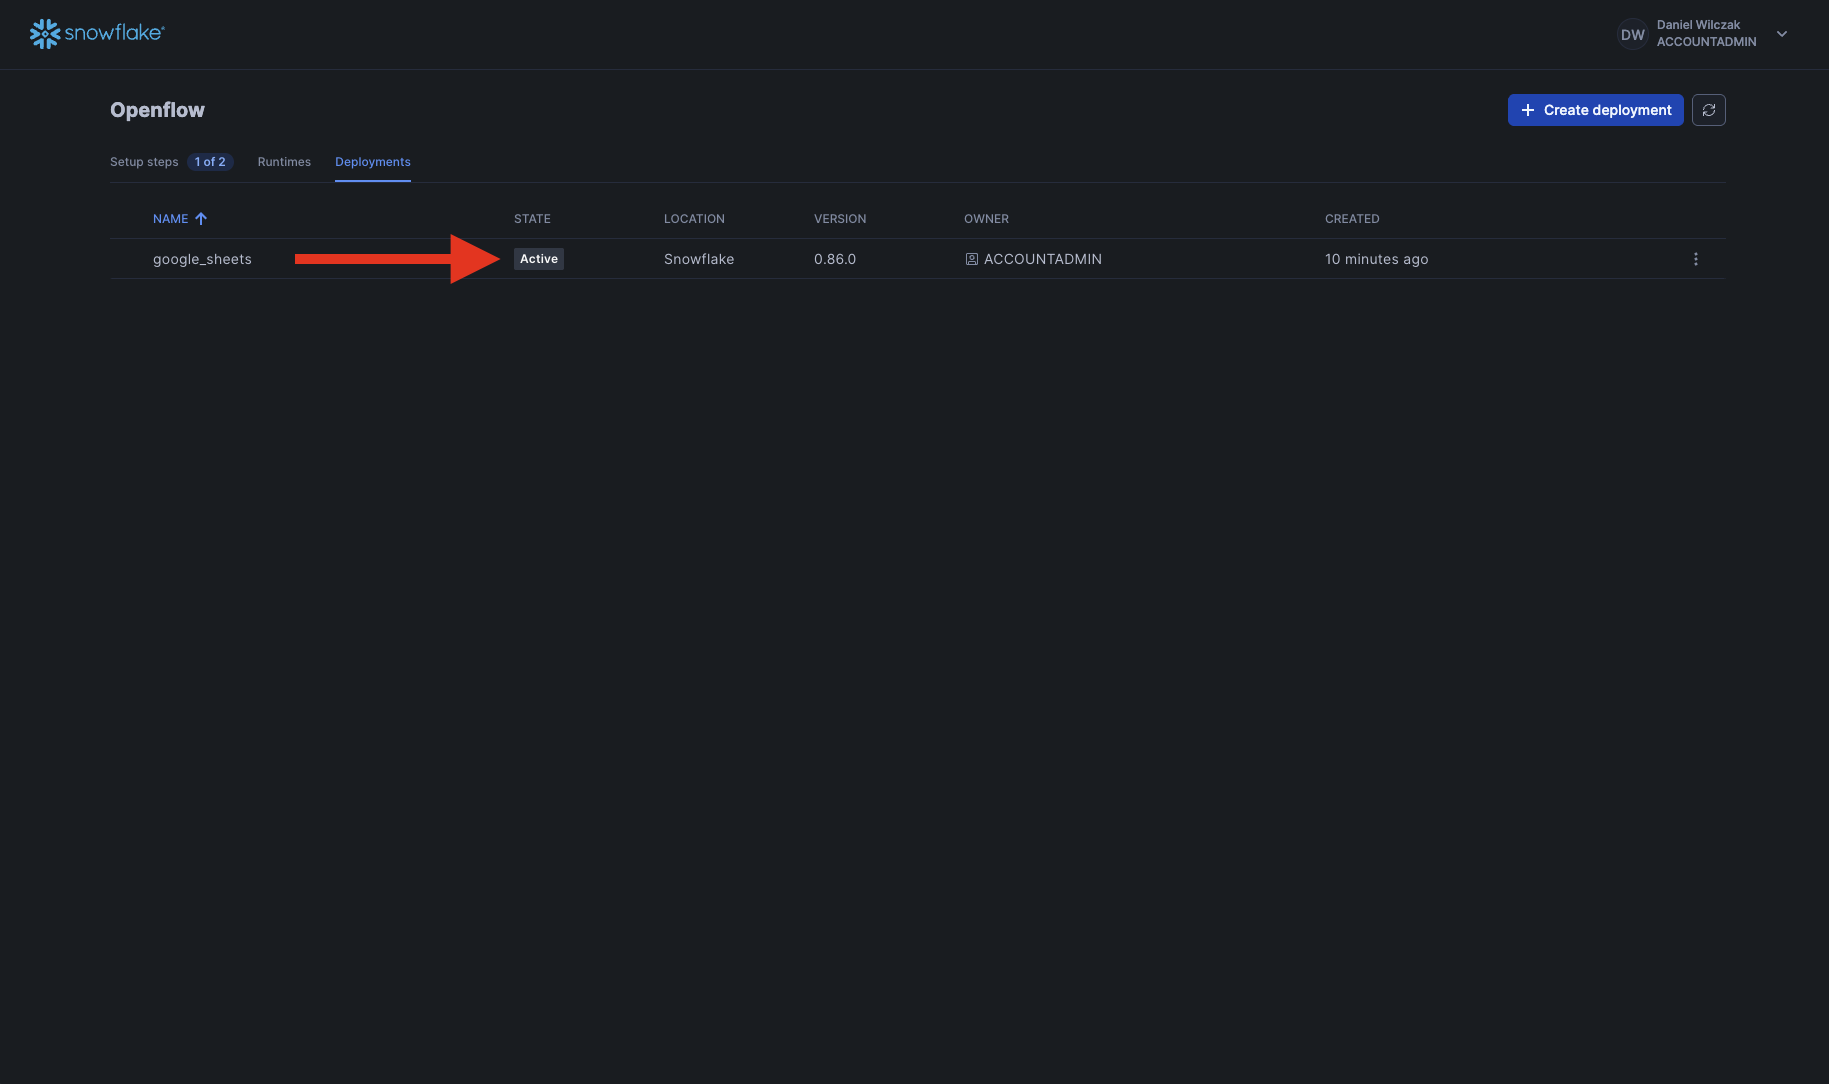 snowflake®
DW
Daniel Wilczak
ACCOUNTADMIN
Openflow
Create deployment
Setup steps 1 of 2 Runtimes Deployments
NAME STATE LOCATION VERSION OWNER CREATED
google_sheets Active Snowflake 0.86.0 ACCOUNTADMIN 10 minutes ago